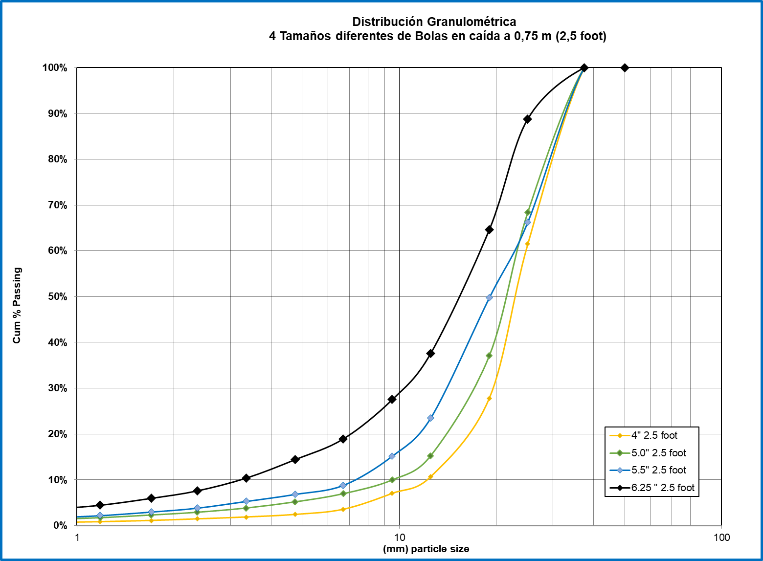 Distribución Granulométrica
4 Tamaños diferentes de Bolas en caída a 0,75 m (2,5 foot)
100%
90%
80%
70%
60%
50%
40%
30%
20%
10%
0%
Cum % Passing
4" 2.5 foot
5.0" 2.5 foot
5.5" 2.5 foot
6.25 " 2.5 foot
1
10
100
(mm) particle size